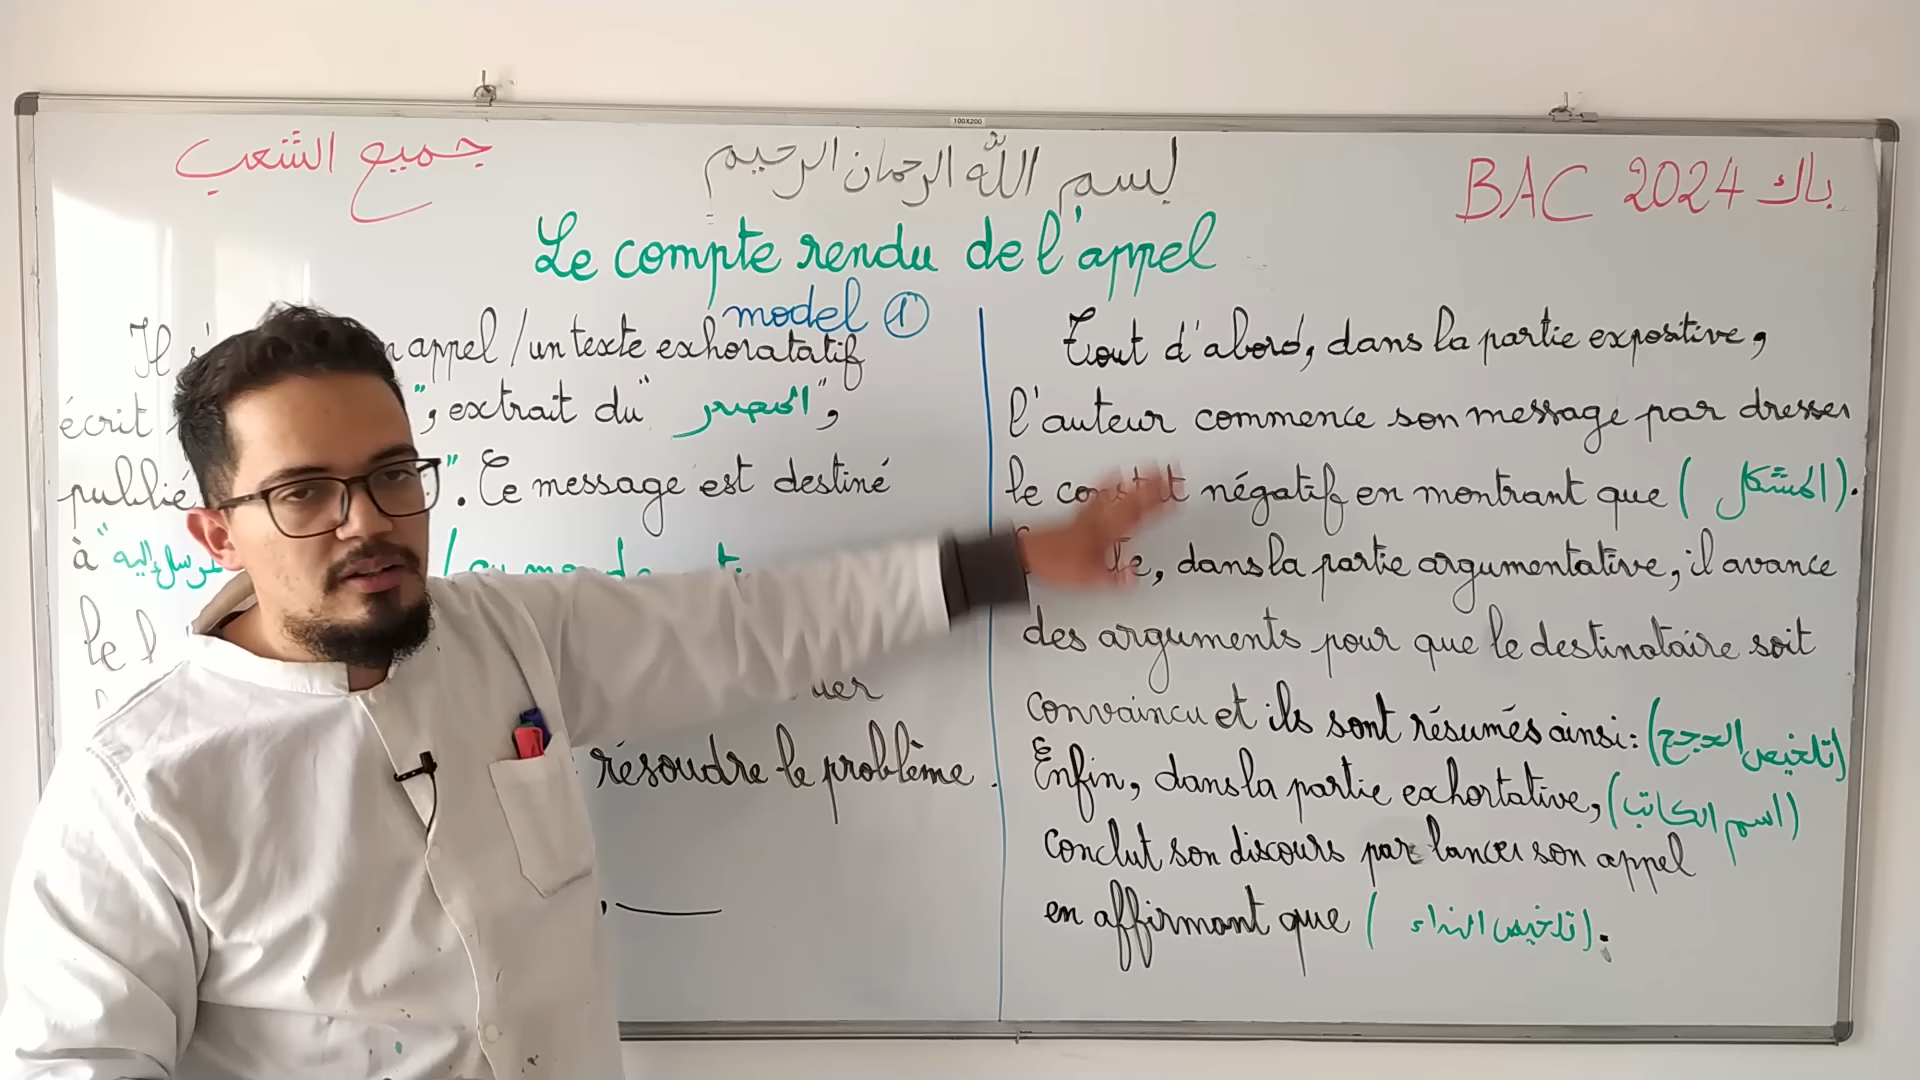 100X200
جميع الشعب
بسم اللّه الرحمان الرحيم
BAC 2024 باك
Le compte rendu de l'appel
model ①
Il appel / un texte exhoratatif
écrit ", extrait du "المصدر",
publié ". Ce message est destiné
à " /
le l
résoudre le problème.
Tout d'abord, dans la partie expositive,
l'auteur commence son message par dresser
le constat négatif en montrant que (المشكل).
dans la partie argumentative, il avance
des arguments pour que le destinataire soit
convaincu et ils sont résumés ainsi: (تلخيص الحجج)
Enfin, dans la partie exhortative, (اسم الكاتب)
conclut son discours par lancer son appel
en affirmant que (تلخيص النداء).